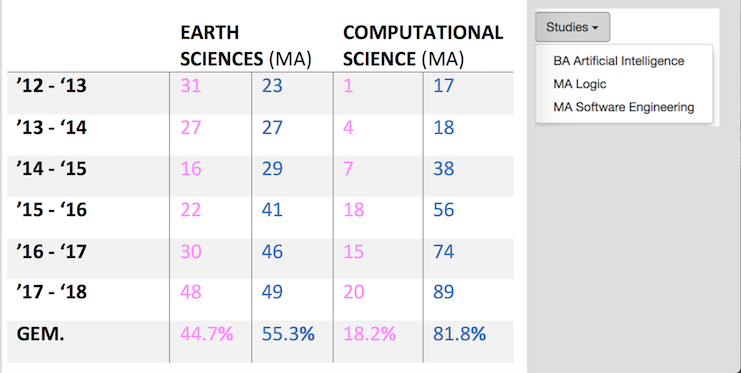 EARTH SCIENCES (MA) COMPUTATIONAL SCIENCE (MA)
’12 - ‘13 31 23 1 17
’13 - ‘14 27 27 4 18
’14 - ‘15 16 29 7 38
’15 - ‘16 22 41 18 56
’16 - ‘17 30 46 15 74
’17 - ‘18 48 49 20 89
GEM. 44.7% 55.3% 18.2% 81.8%
Studies
BA Artificial Intelligence
MA Logic
MA Software Engineering